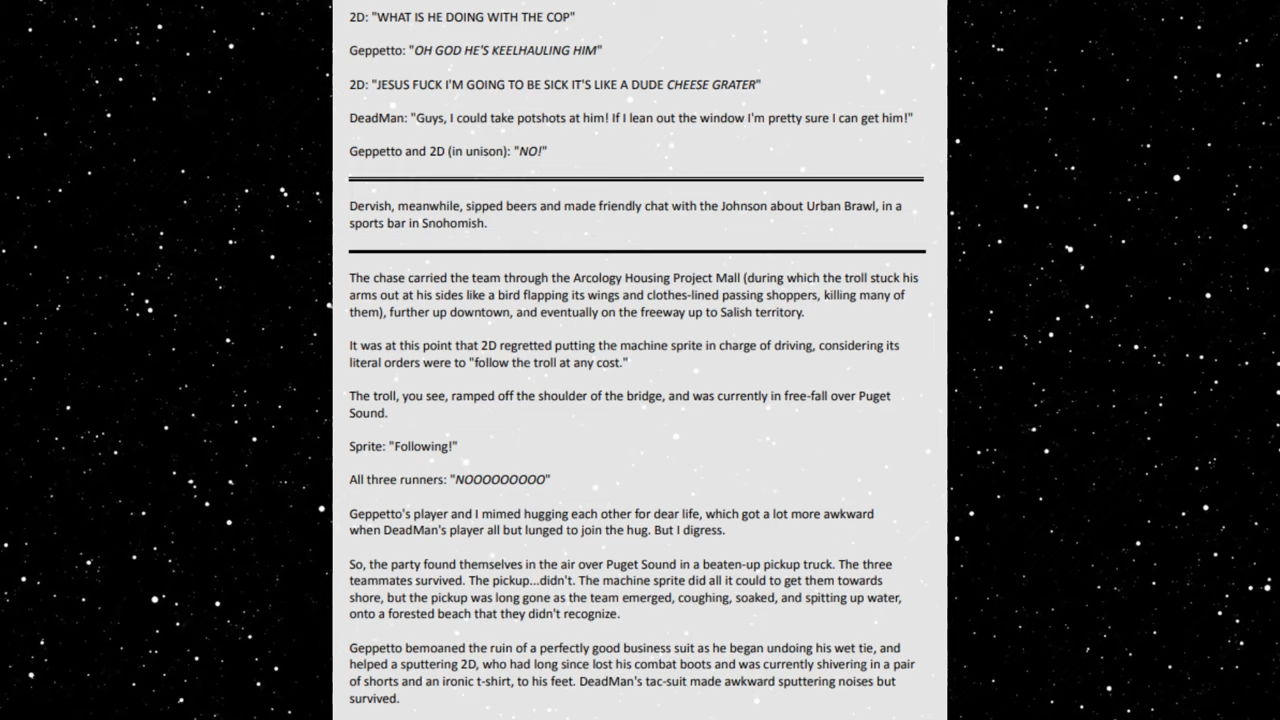 2D: "WHAT IS HE DOING WITH THE COP"
Geppetto: "OH GOD HE'S KEELHAULING HIM"
2D: "JESUS FUCK I'M GOING TO BE SICK IT'S LIKE A DUDE CHEESE GRATER"
DeadMan: "Guys, I could take potshots at him! If I lean out the window I'm pretty sure I can get him!"
Geppetto and 2D (in unison): "NO!"
Dervish, meanwhile, sipped beers and made friendly chat with the Johnson about Urban Brawl, in a
sports bar in Snohomish.
The chase carried the team through the Arcology Housing Project Mall (during which the troll stuck his
arms out at his sides like a bird flapping its wings and clothes-lined passing shoppers, killing many of
them), further up downtown, and eventually on the freeway up to Salish territory.
It was at this point that 2D regretted putting the machine sprite in charge of driving, considering its
literal orders were to "follow the troll at any cost."
The troll, you see, ramped off the shoulder of the bridge, and was currently in free-fall over Puget
Sound.
Sprite: "Following!"
All three runners: "NOOOOOOOOO"
Geppetto's player and I mimed hugging each other for dear life, which got a lot more awkward
when DeadMan's player all but lunged to join the hug. But I digress.
So, the party found themselves in the air over Puget Sound in a beaten-up pickup truck. The three
teammates survived. The pickup...didn't. The machine sprite did all it could to get them towards
shore, but the pickup was long gone as the team emerged, coughing, soaked, and spitting up water,
onto a forested beach that they didn't recognize.
Geppetto bemoaned the ruin of a perfectly good business suit as he began undoing his wet tie, and
helped a sputtering 2D, who had long since lost his combat boots and was currently shivering in a pair
of shorts and an ironic t-shirt, to his feet. DeadMan's tac-suit made awkward sputtering noises but
survived.